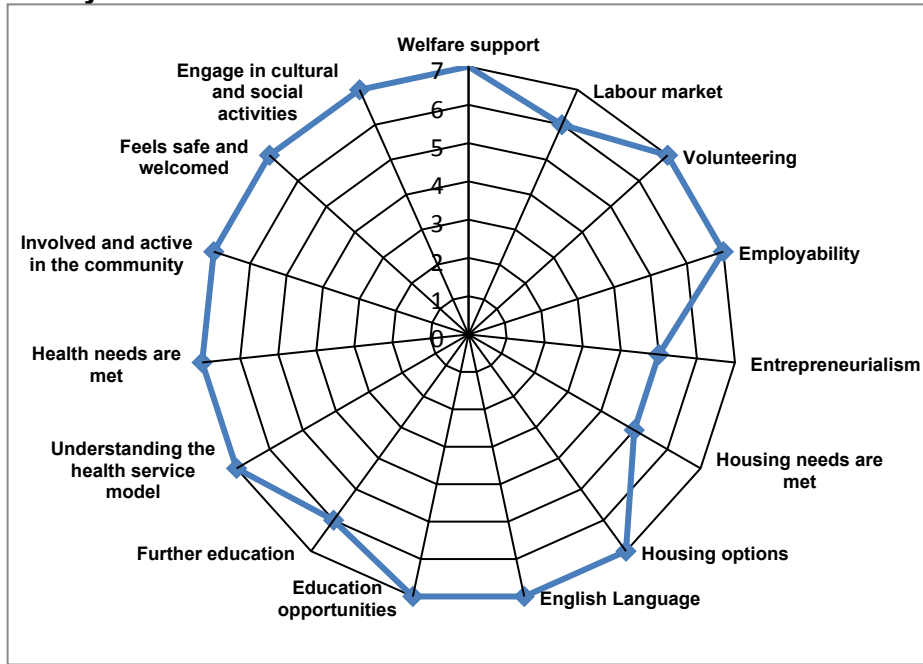 Welfare support
Labour market
Volunteering
Employability
Entrepreneurialism
Housing needs are
met
Housing options
English Language
Education
opportunities
Further education
Understanding the
health service
model
Health needs are
met
Involved and active
in the community
Feels safe and
welcomed
Engage in cultural
and social
activities
7
6
5
4
3
2
1
0